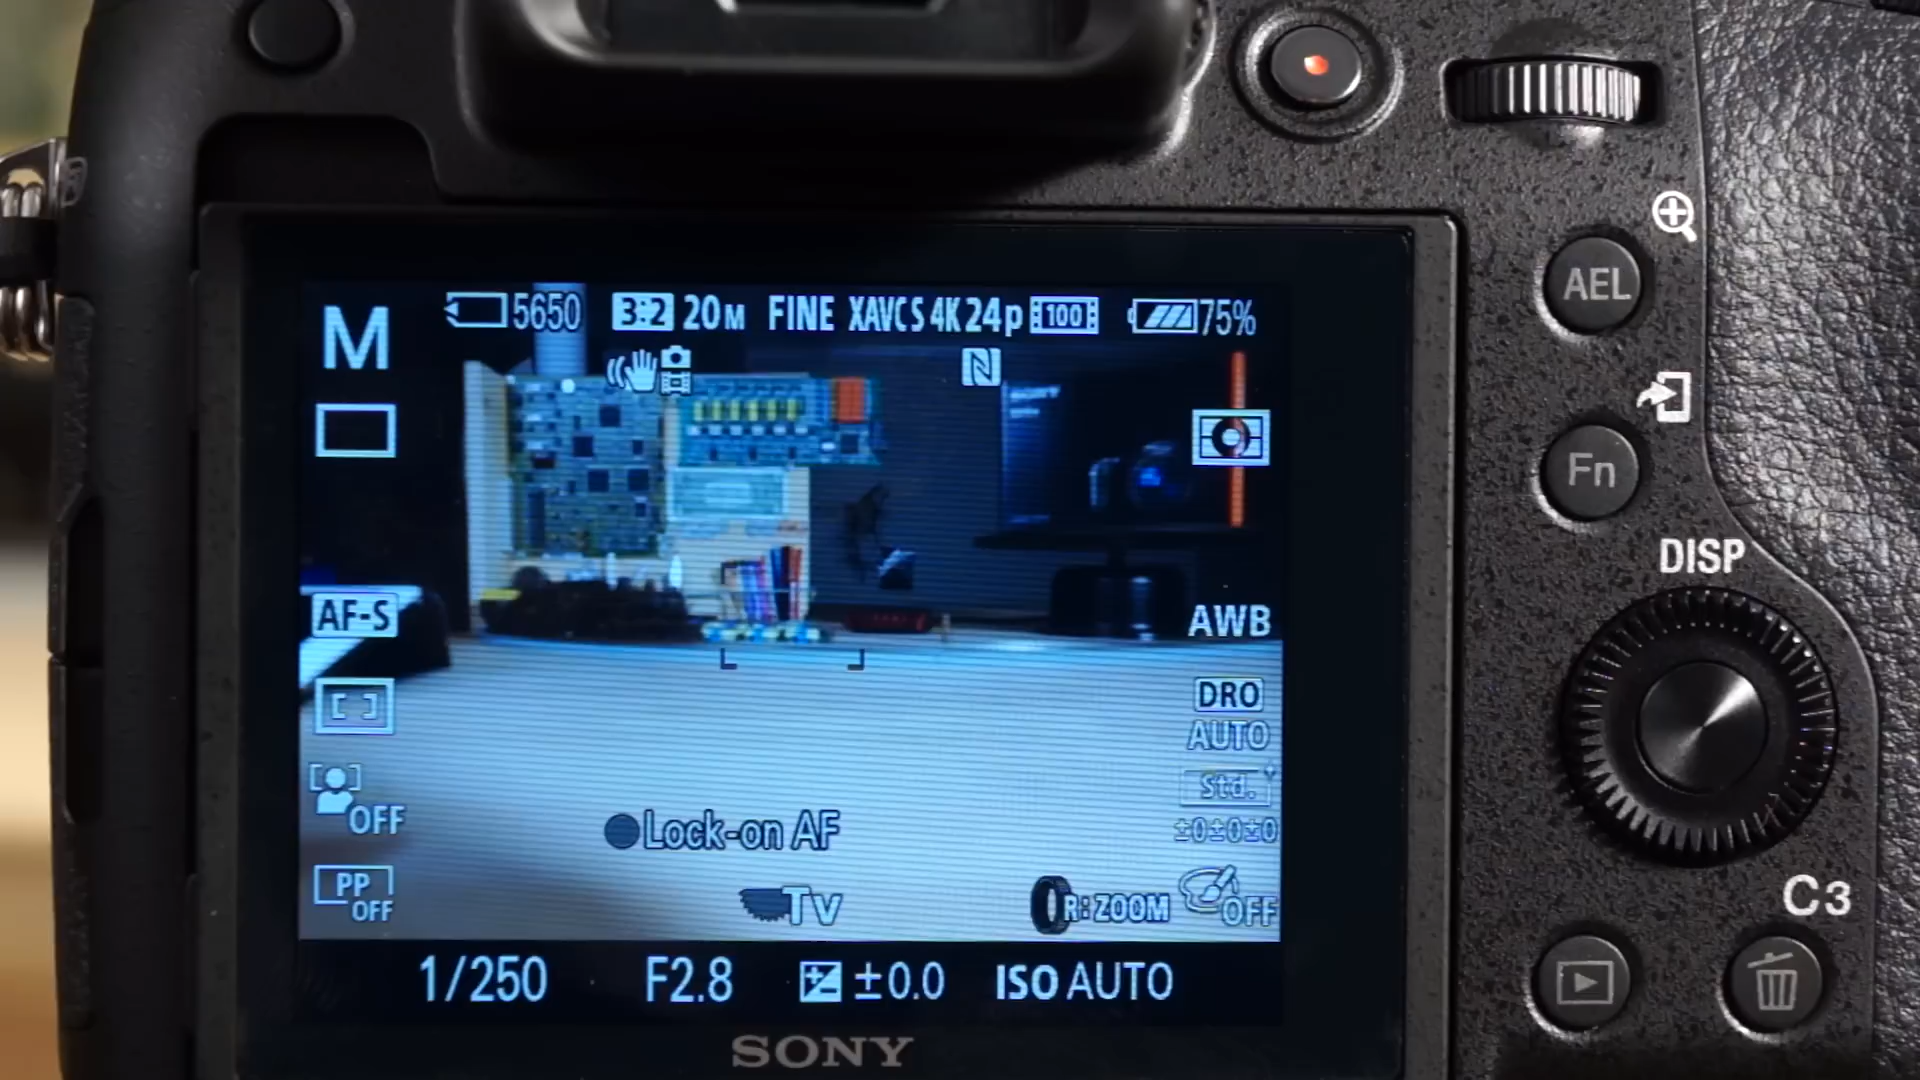 M 5650 3:2 20M FINE XAVC S 4K 24p 100 75%
SONY
AEL
Fn
DISP
AF-S
AWB
DRO
AUTO
Std.
±0±0±0
OFF
Lock-on AF
PP
OFF
Tv
R:ZOOM
OFF
C3
1/250 F2.8 ±0.0 ISO AUTO
SONY